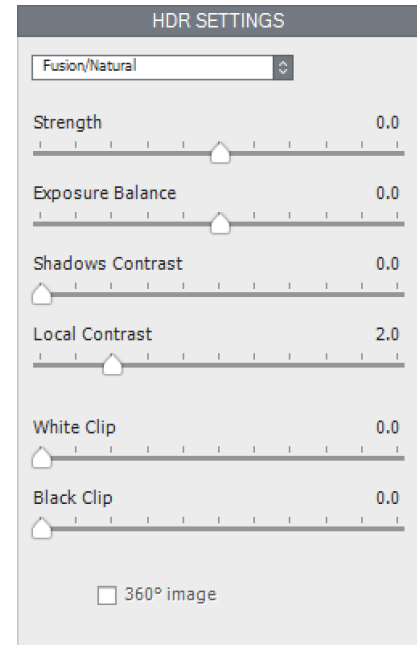 HDR SETTINGS
Fusion/Natural
Strength 0.0
Exposure Balance 0.0
Shadows Contrast 0.0
Local Contrast 2.0
White Clip 0.0
Black Clip 0.0
360° image